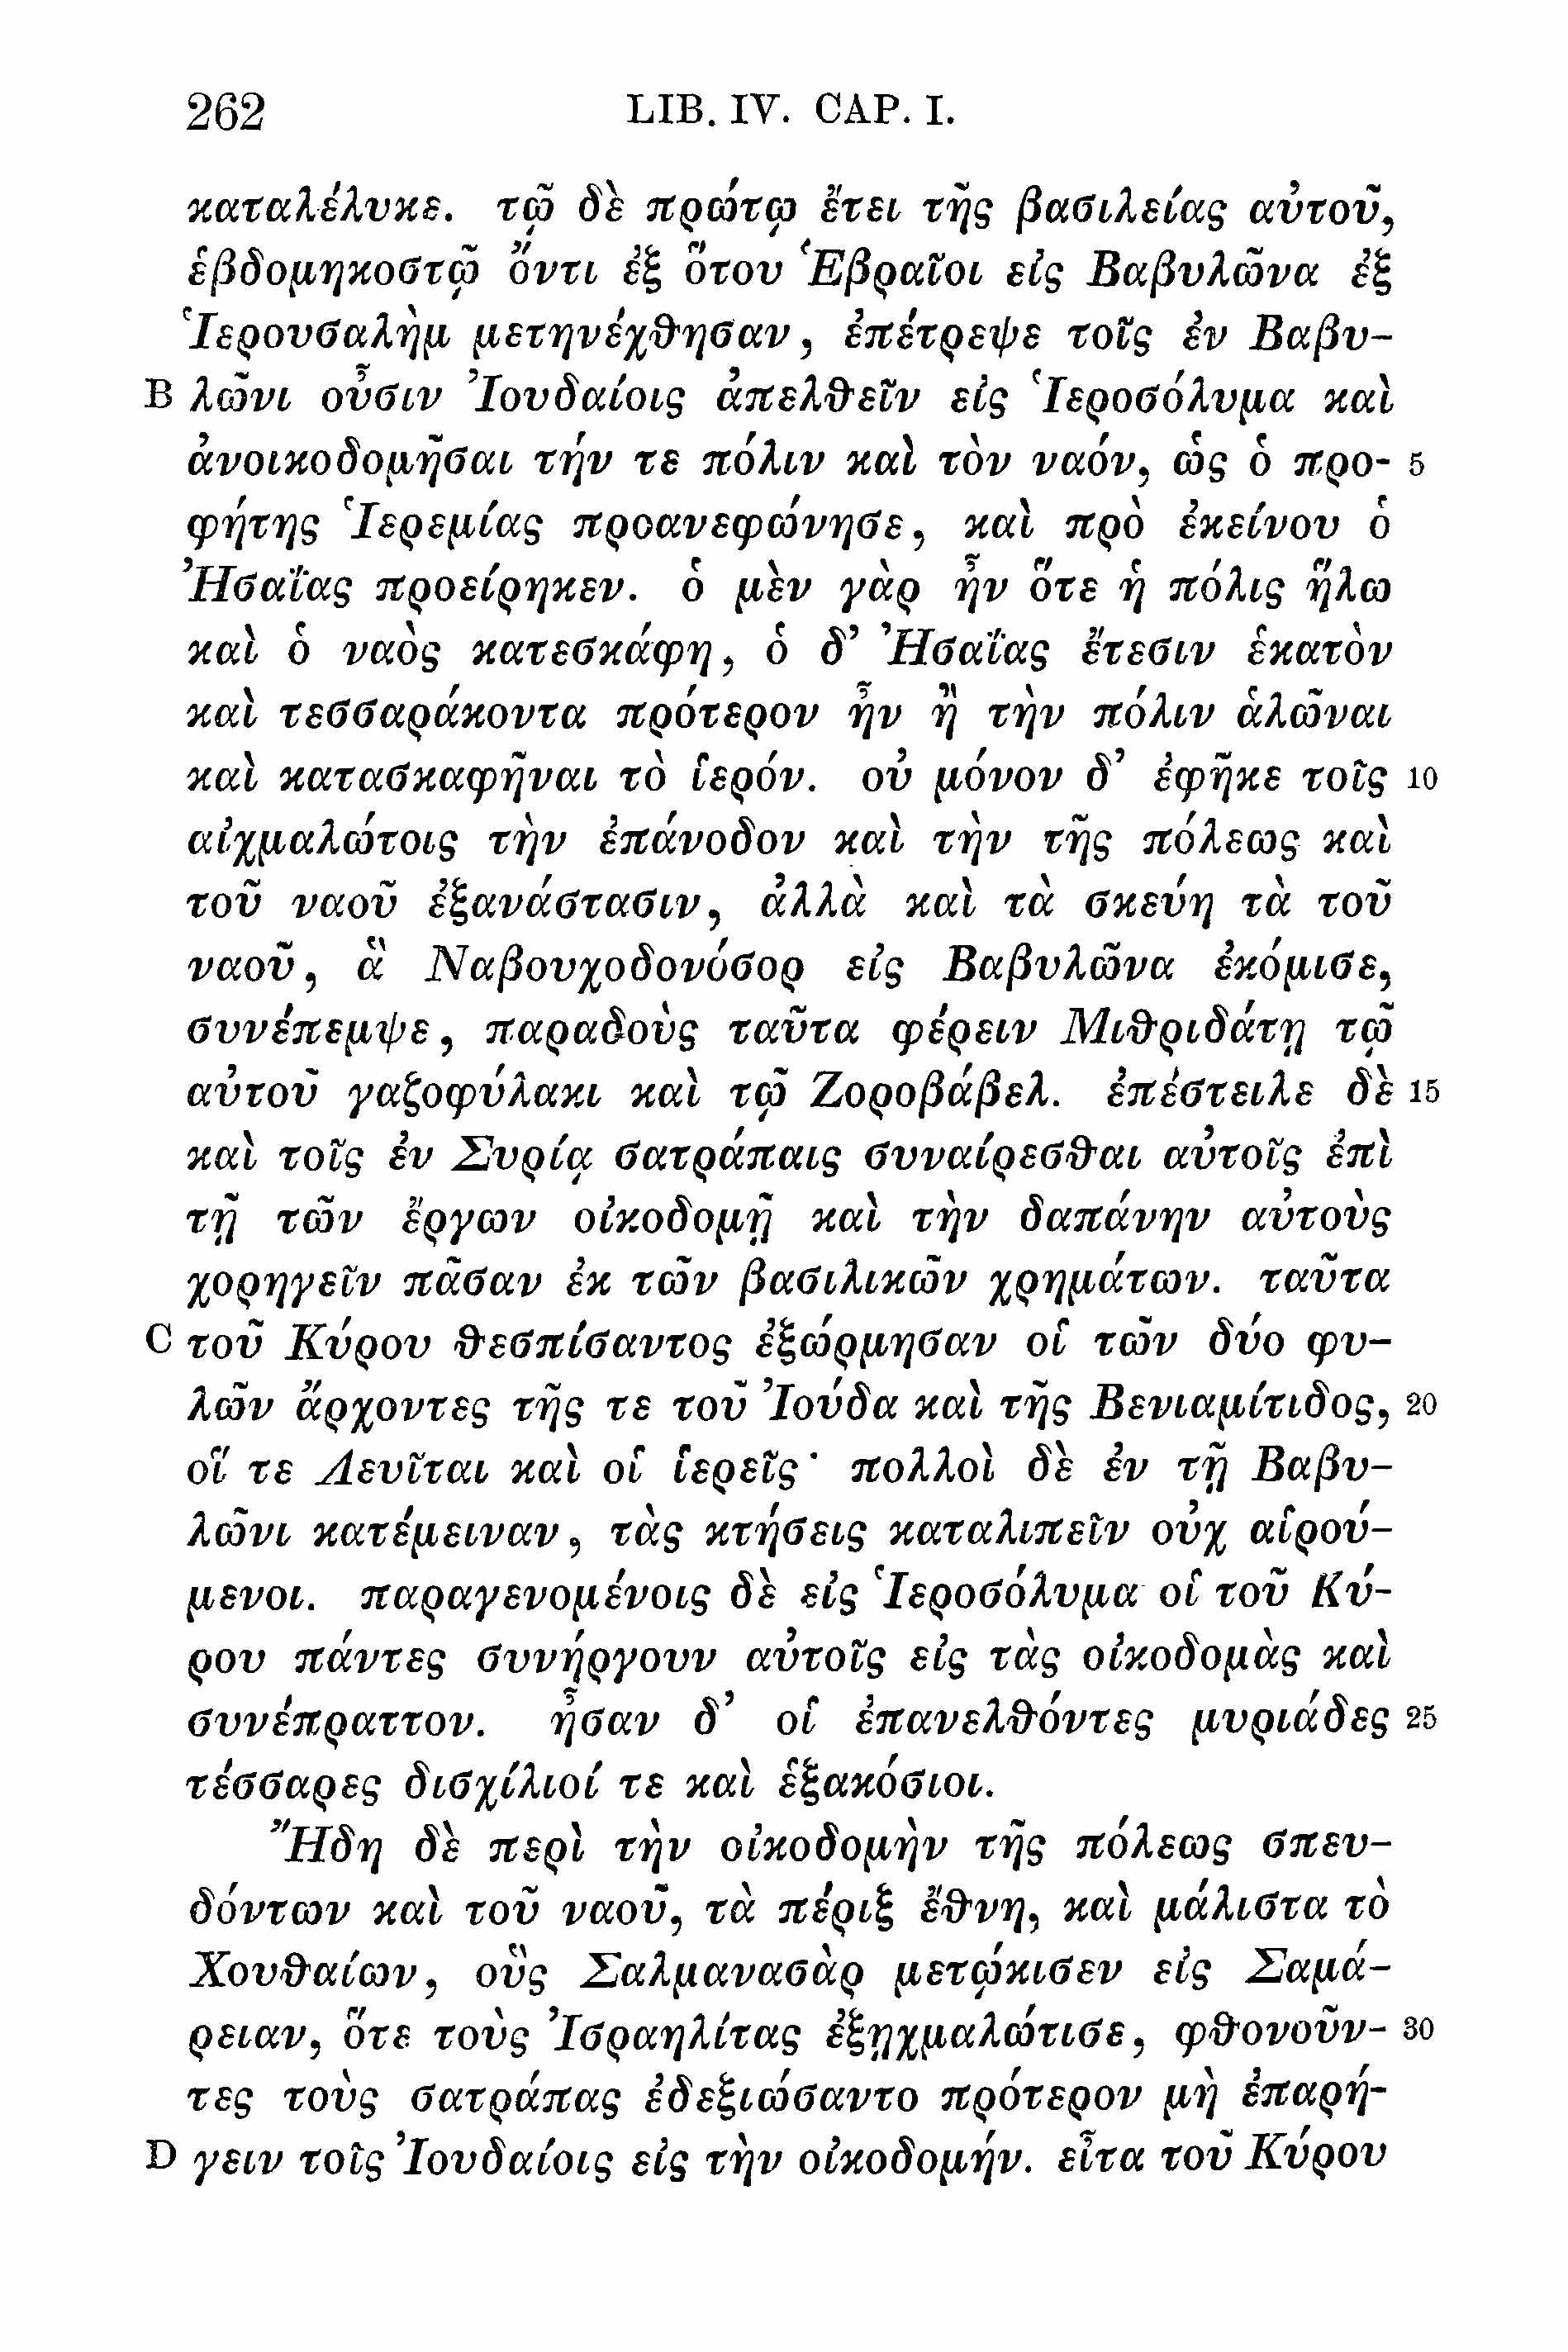 262 LIB. IV. CAP. I.
καταλέλυκε. τῷ δὲ πρώτῳ ἔτει τῆς βασιλείας αὐτοῦ,
ἑβδομηκοστῷ ὄντι ἐξ ὅτου Ἑβραῖοι εἰς Βαβυλῶνα ἐξ
Ἱερουσαλὴμ μετηνέχθησαν, ἐπέτρεψε τοῖς ἐν Βαβυ-
B λῶνι οὖσιν Ἰουδαίοις ἀπελθεῖν εἰς Ἱεροσόλυμα καὶ
ἀνοικοδομῆσαι τήν τε πόλιν καὶ τὸν ναόν, ὡς ὁ προ- 5
φήτης Ἱερεμίας προανεφώνησε, καὶ πρὸ ἐκείνου ὁ
Ἠσαΐας προείρηκεν. ὁ μὲν γὰρ ἦν ὅτε ἡ πόλις ἥλω
καὶ ὁ ναὸς κατεσκάφη, ὁ δ’ Ἠσαΐας ἔτεσιν ἑκατὸν
καὶ τεσσαράκοντα πρότερον ἦν ἢ τὴν πόλιν ἁλῶναι
καὶ κατασκαφῆναι τὸ ἱερόν. οὐ μόνον δ’ ἐφῆκε τοῖς 10
αἰχμαλώτοις τὴν ἐπάνοδον καὶ τὴν τῆς πόλεως καὶ
τοῦ ναοῦ ἐξανάστασιν, ἀλλὰ καὶ τὰ σκεύη τὰ τοῦ
ναοῦ, ἃ Ναβουχοδονόσορ εἰς Βαβυλῶνα ἐκόμισε,
συνέπεμψε, παραδοὺς ταῦτα φέρειν Μιθριδάτῃ τῷ
αὐτοῦ γαζοφύλακι καὶ τῷ Ζοροβάβελ. ἐπέστειλε δὲ 15
καὶ τοῖς ἐν Συρίᾳ σατράπαις συναίρεσθαι αὐτοῖς ἐπὶ
τῇ τῶν ἔργων οἰκοδομῇ καὶ τὴν δαπάνην αὐτοὺς
χορηγεῖν πᾶσαν ἐκ τῶν βασιλικῶν χρημάτων. ταῦτα
C τοῦ Κύρου θεσπίσαντος ἐξώρμησαν οἱ τῶν δύο φυ-
λῶν ἄρχοντες τῆς τε τοῦ Ἰούδα καὶ τῆς Βενιαμίτιδος, 20
οἵ τε Λευῖται καὶ οἱ ἱερεῖς· πολλοὶ δὲ ἐν τῇ Βαβυ-
λῶνι κατέμειναν, τὰς κτήσεις καταλιπεῖν οὐχ αἱρού-
μενοι. παραγενομένοις δὲ εἰς Ἱεροσόλυμα οἱ τοῦ Κύ-
ρου πάντες συνήργουν αὐτοῖς εἰς τὰς οἰκοδομὰς καὶ
συνέπραττον. ἦσαν δ’ οἱ ἐπανελθόντες μυριάδες 25
τέσσαρες δισχίλιοί τε καὶ ἑξακόσιοι.
Ἤδη δὲ περὶ τὴν οἰκοδομὴν τῆς πόλεως σπευ-
δόντων καὶ τοῦ ναοῦ, τὰ πέριξ ἔθνη, καὶ μάλιστα τὸ
Χουθαίων, οὓς Σαλμανασὰρ μετῴκισεν εἰς Σαμά-
ρειαν, ὅτε τοὺς Ἰσραηλίτας ἐξῃχμαλώτισε, φθονοῦν- 30
τες τοὺς σατράπας ἐδεξιώσαντο πρότερον μὴ ἐπαρή-
D γειν τοῖς Ἰουδαίοις εἰς τὴν οἰκοδομήν. εἶτα τοῦ Κύρου